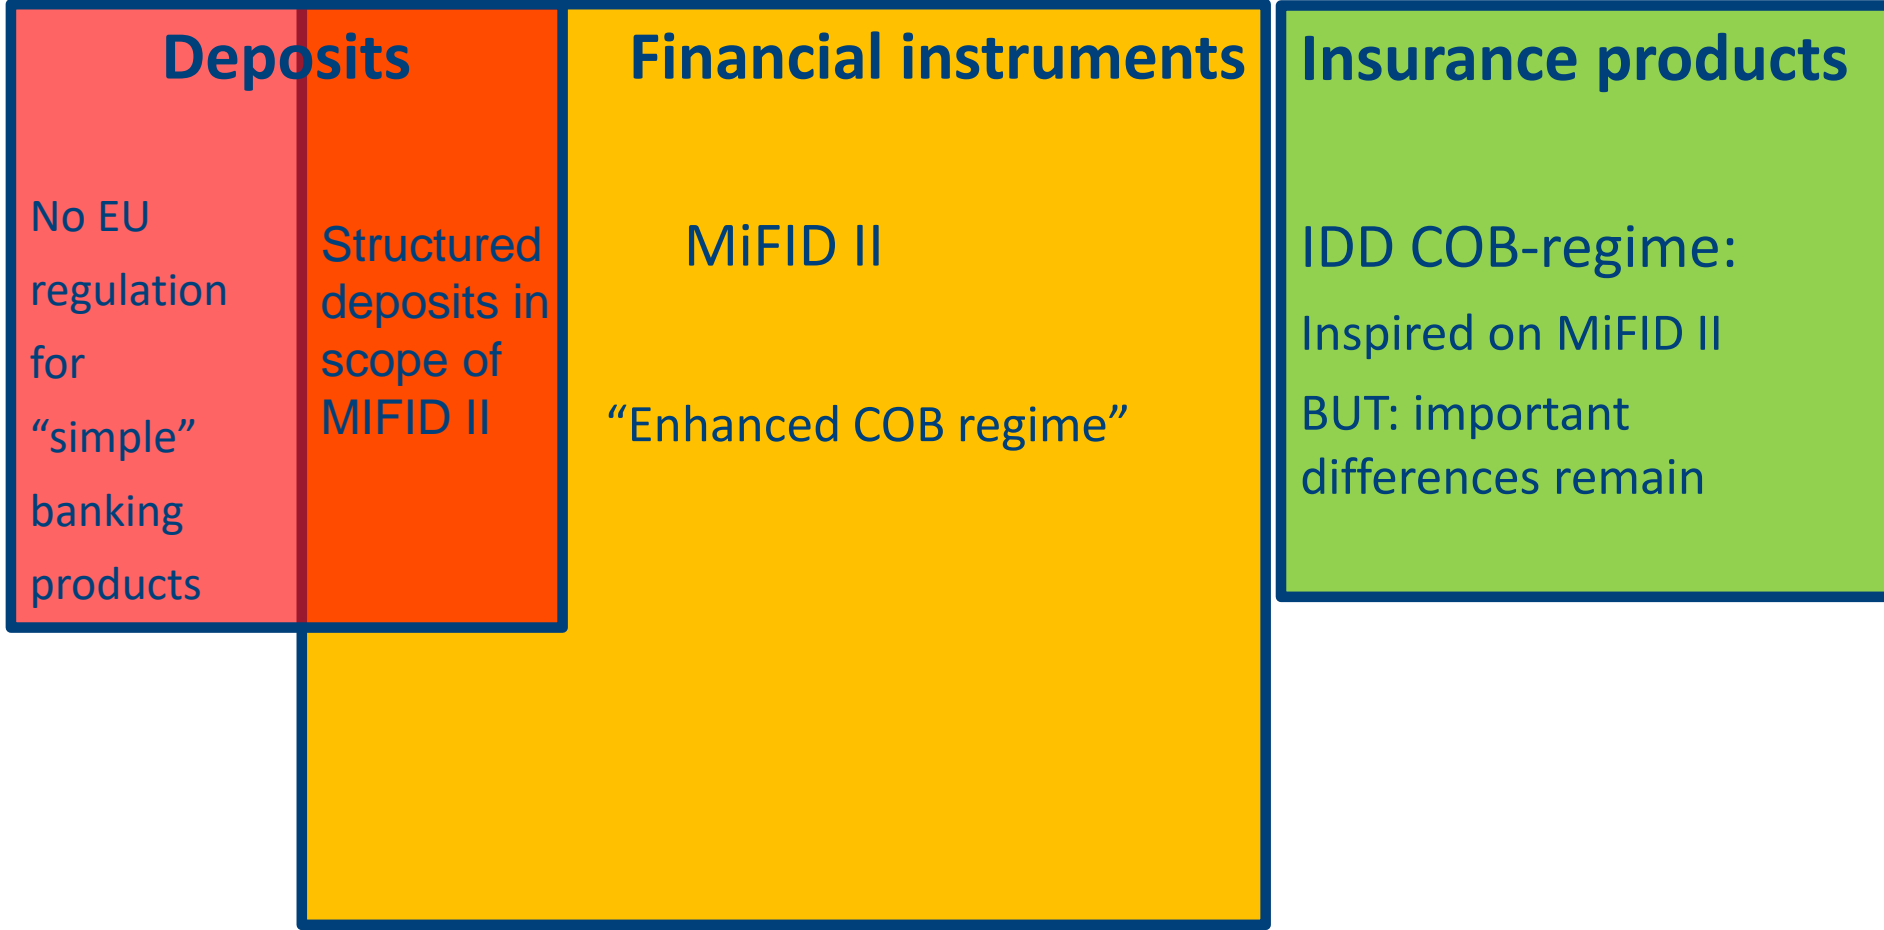 Deposits
No EU
regulation
for
“simple”
banking
products
Structured
deposits in
scope of
MIFID II
Financial instruments
MiFID II
“Enhanced COB regime”
Insurance products
IDD COB-regime:
Inspired on MiFID II
BUT: important
differences remain